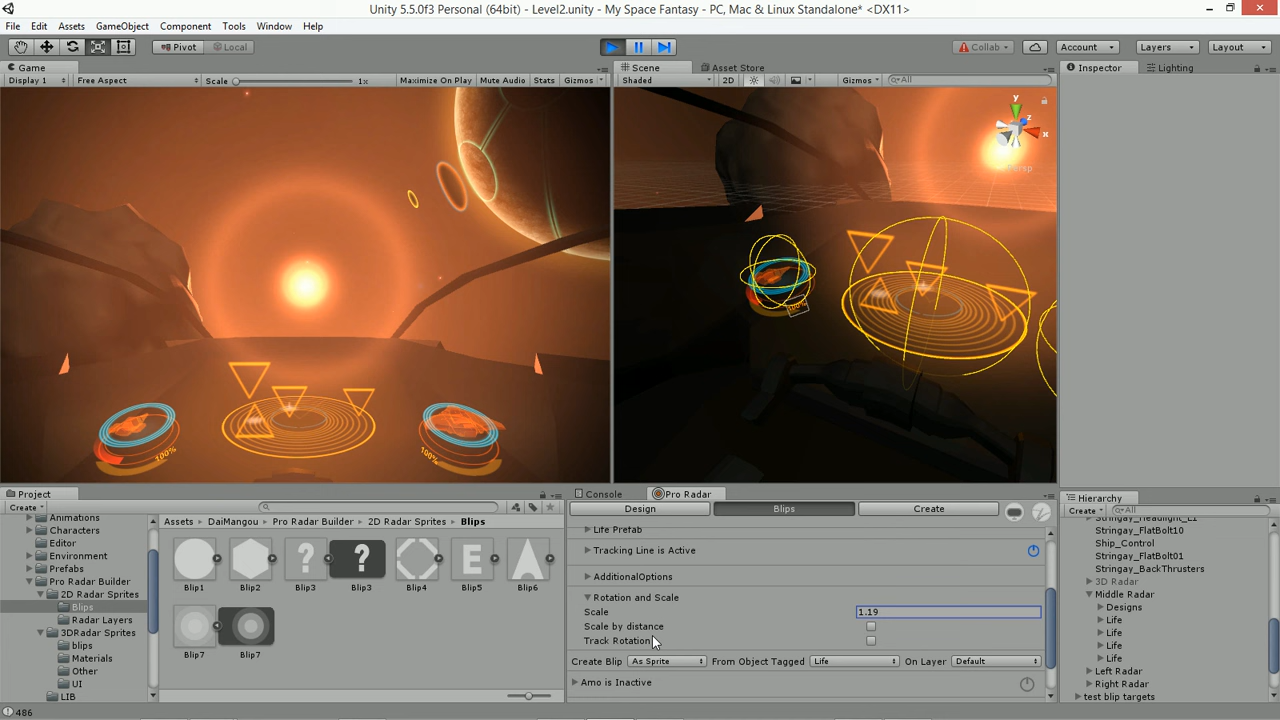 Unity 5.5.0f3 Personal (64bit) - Level2.unity - My Space Fantasy - PC, Mac & Linux Standalone* <DX11>
File Edit Assets GameObject Component Tools Window Help
Pivot Local Collab Account Layers Layout
Game Scene Asset Store Inspector Lighting
Display 1 Free Aspect Scale 1x Maximize On Play Mute Audio Stats Gizmos Shaded 2D Gizmos All
y
z
x
Persp
100%
100%
100%
Project Console Pro Radar Hierarchy
Create Design Blips Create Create All
Animations
Characters
Editor
Environment
Prefabs
Pro Radar Builder
2D Radar Sprites
Blips
Radar Layers
3DRadar Sprites
blips
Materials
Other
UI
LIB
Assets DaiMangou Pro Radar Builder 2D Radar Sprites Blips
? ? E
Blip1 Blip2 Blip3 Blip3 Blip4 Blip5 Blip6
Blip7 Blip7
Life Prefab
Tracking Line is Active
AdditionalOptions
Rotation and Scale
Scale 1.19
Scale by distance
Track Rotation
Create Blip As Sprite From Object Tagged Life On Layer Default
Amo is Inactive
Stringay_Headlight_L1
Stringay_FlatBolt10
Ship_Control
Stringay_FlatBolt01
Stringay_BackThrusters
3D Radar
Middle Radar
Designs
Life
Life
Life
Life
Left Radar
Right Radar
test blip targets
486